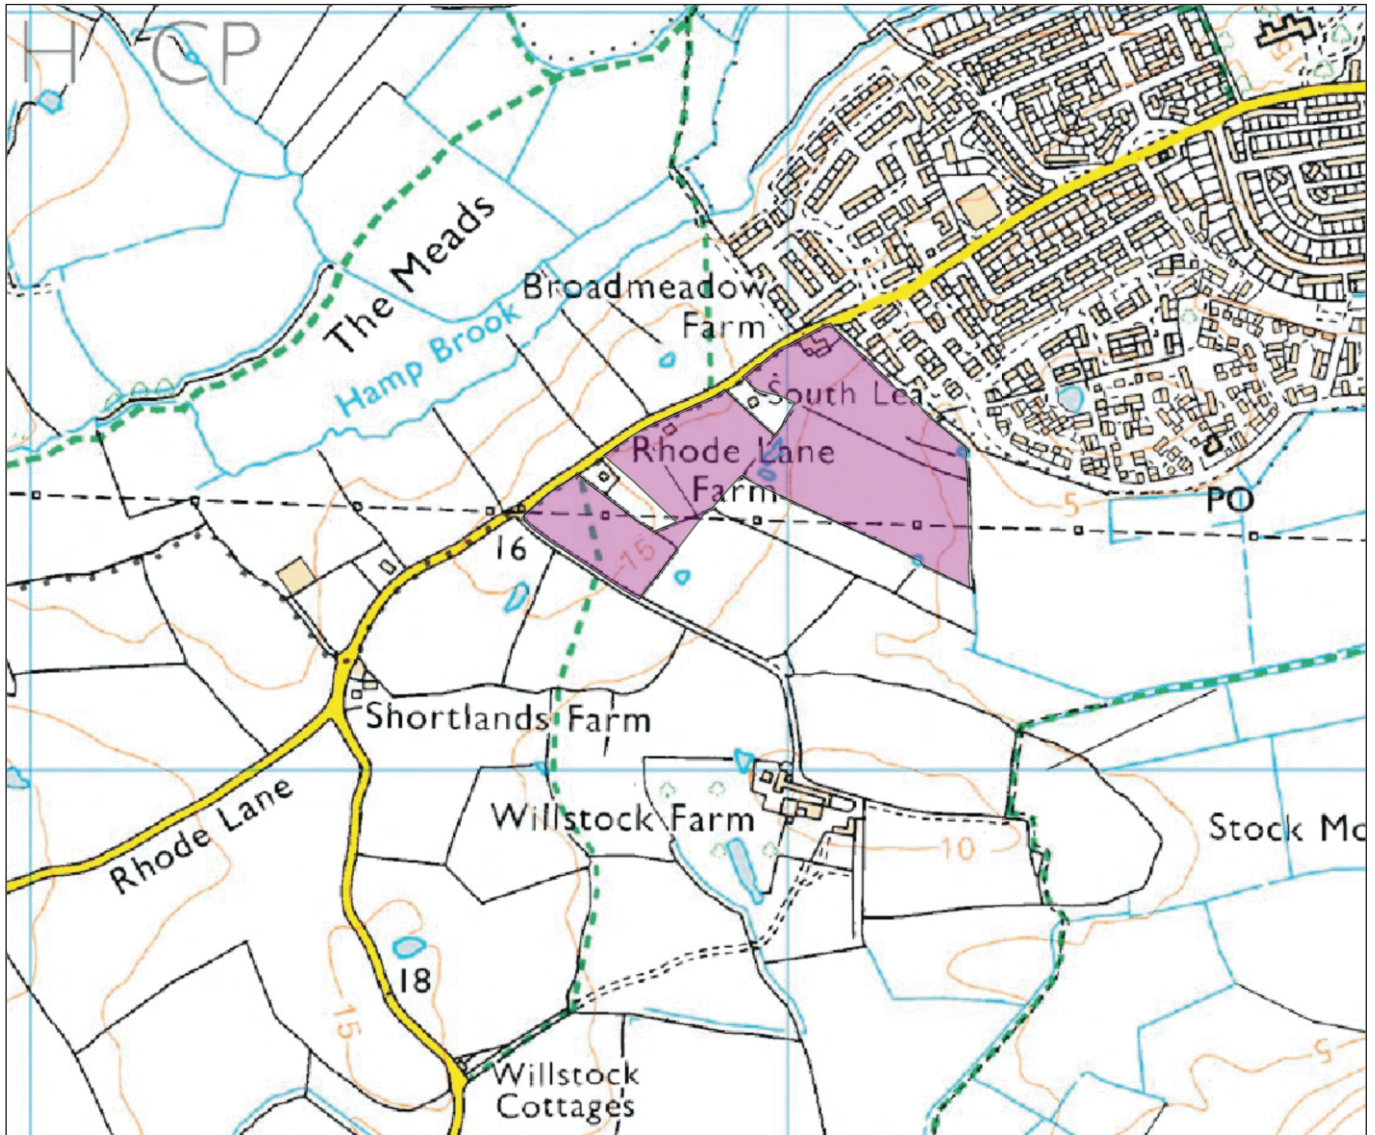 H CP
15
The Meads
Broadmeadow
Farm
Hamp Brook
South Lea
Rhode Lane
Farm
5
PO
16
15
Shortlands Farm
Rhode Lane
Willstock Farm
10
Stock Mo
18
15
5
Willstock
Cottages